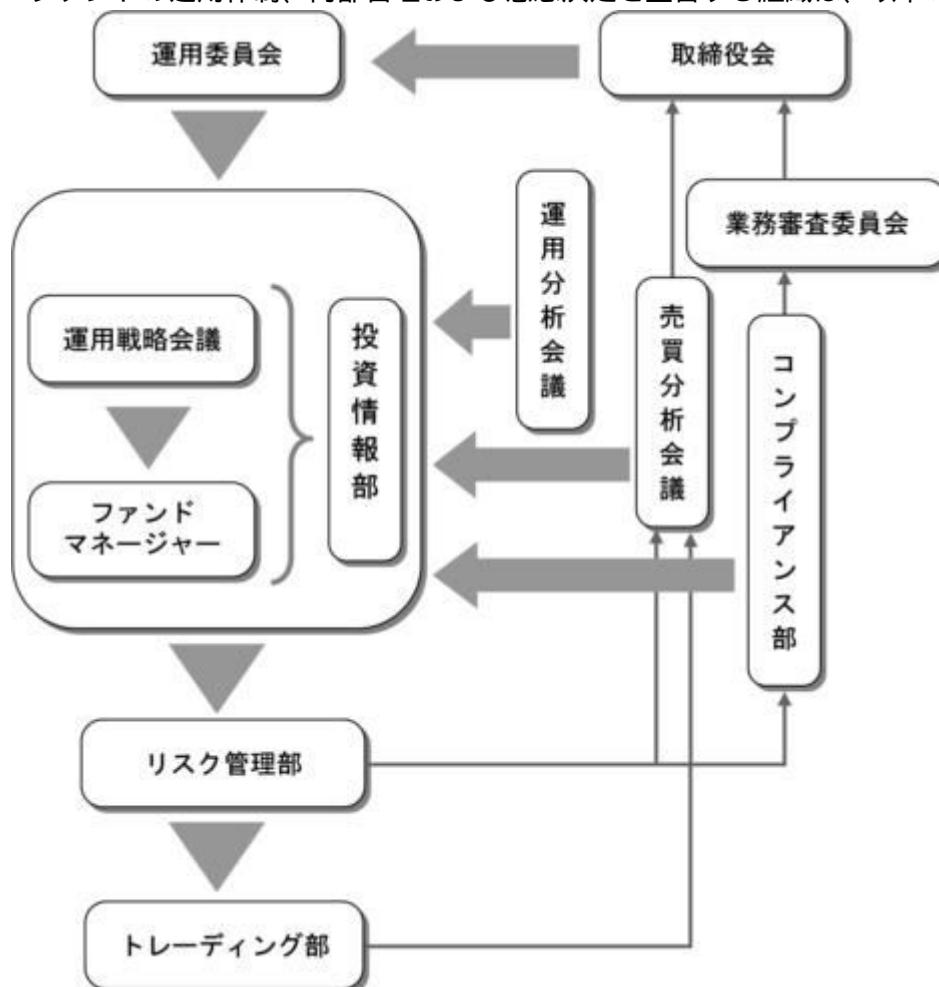 運用委員会
取締役会
業務審査委員会
運用分析会議
売買分析会議
コンプライアンス部
運用戦略会議
投資情報部
ファンド
マネージャー
リスク管理部
トレーディング部